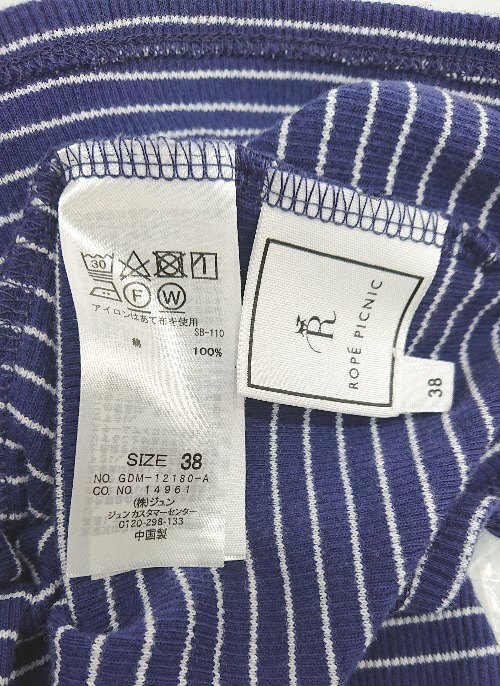 30
F W
アイロンはあて布を使用
SB-110
綿 100%
SIZE 38
NO. GDM-12180-A
CO. NO. 14961
(株)ジュン
ジュンカスタマーセンター
0120-298-133
中国製
R
ROPÉ PICNIC
38